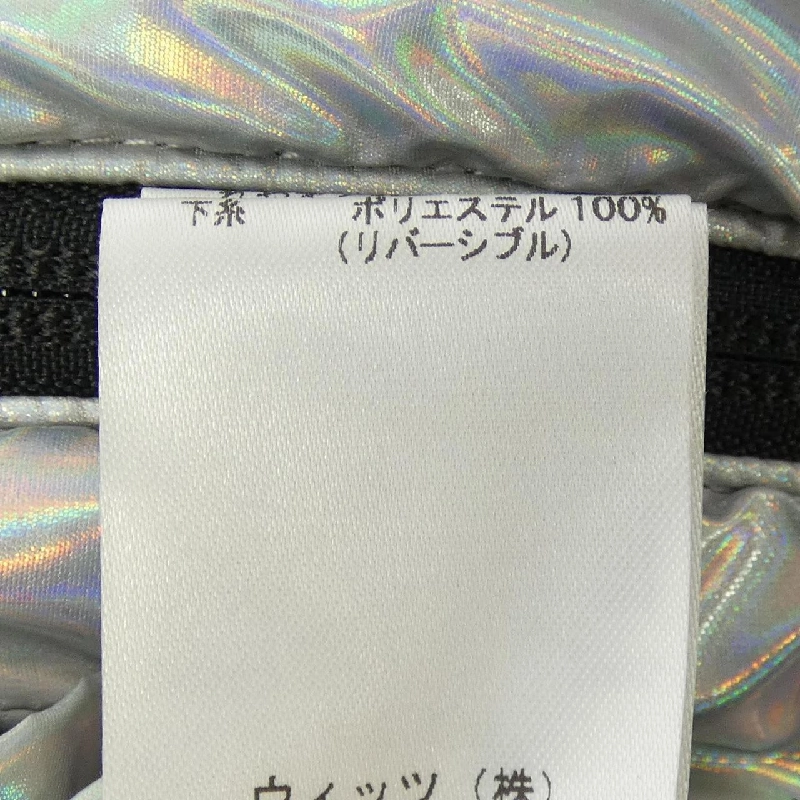 下糸 ポリエステル 100%
(リバーシブル)
ウィッツ (株)